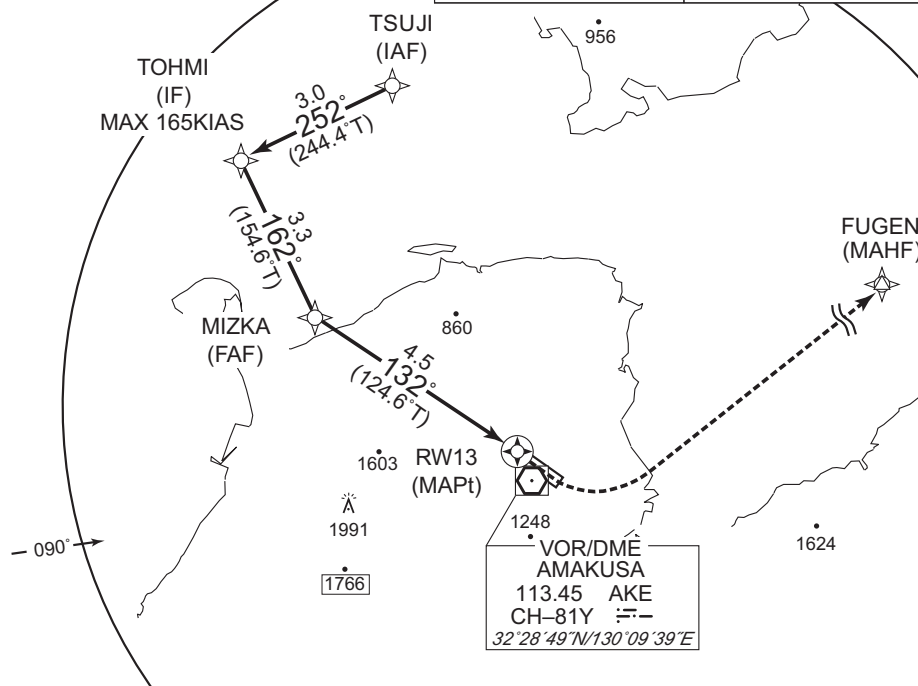 TSUJI
(IAF)
956
TOHMI
(IF)
MAX 165KIAS
3.0
252°
(244.4°T)
3.3
162°
(154.6°T)
FUGEN
(MAHF)
MIZKA
(FAF)
860
4.5
132°
(124.6°T)
1603
RW13
(MAPt)
1991
1248
1624
090°
1766
VOR/DME
AMAKUSA
113.45 AKE
CH–81Y
32°28´49˝N/130°09´39˝E